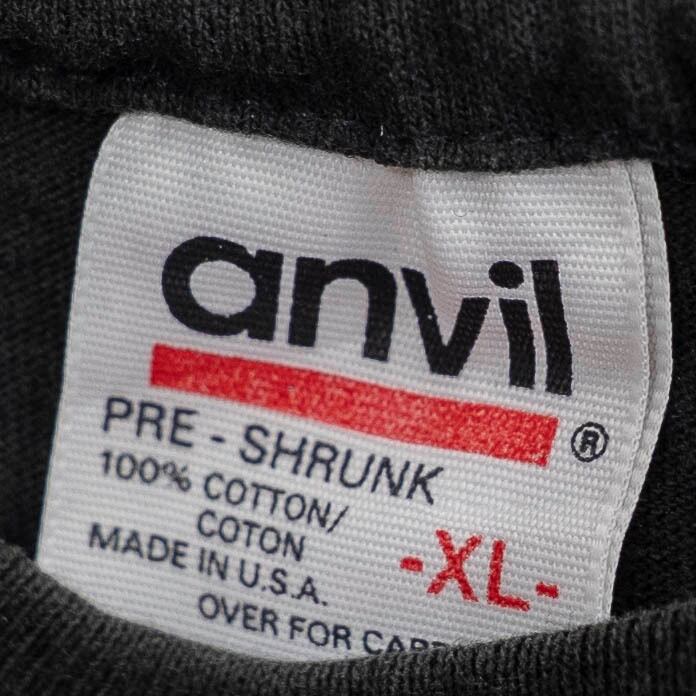 anvil
®
PRE - SHRUNK
100% COTTON/
COTON
MADE IN U.S.A.
-XL-
OVER FOR